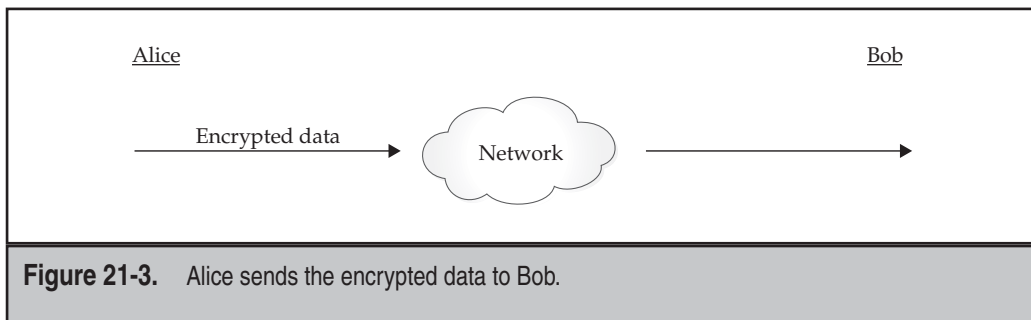 Alice
Bob
Encrypted data
Network
Figure 21-3. Alice sends the encrypted data to Bob.